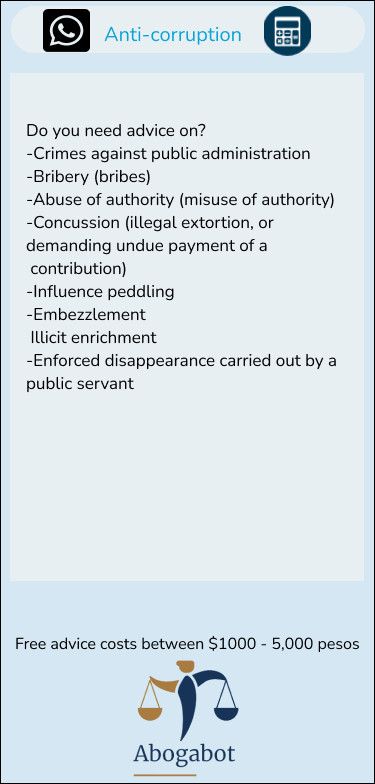 Anti-corruption
Do you need advice on?
-Crimes against public administration
-Bribery (bribes)
-Abuse of authority (misuse of authority)
-Concussion (illegal extortion, or
demanding undue payment of a
contribution)
-Influence peddling
-Embezzlement
Illicit enrichment
-Enforced disappearance carried out by a
public servant
Free advice costs between $1000 - 5,000 pesos
Abogabot